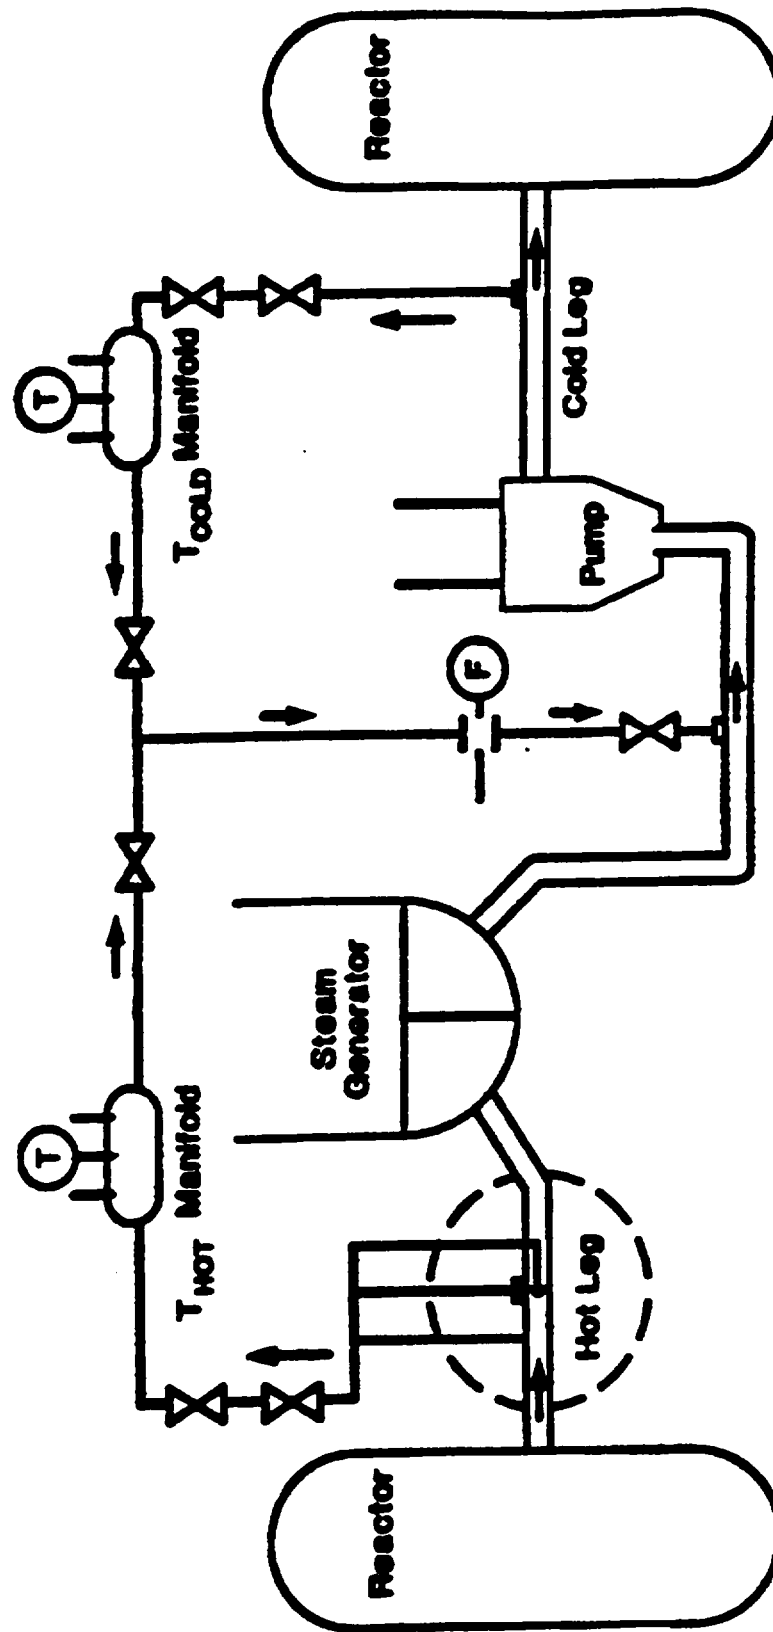 T
T
T_HOT Manifold
T_COLD Manifold
Steam
Generator
F
Reactor
Reactor
Hot Leg
Pump
Cold Leg